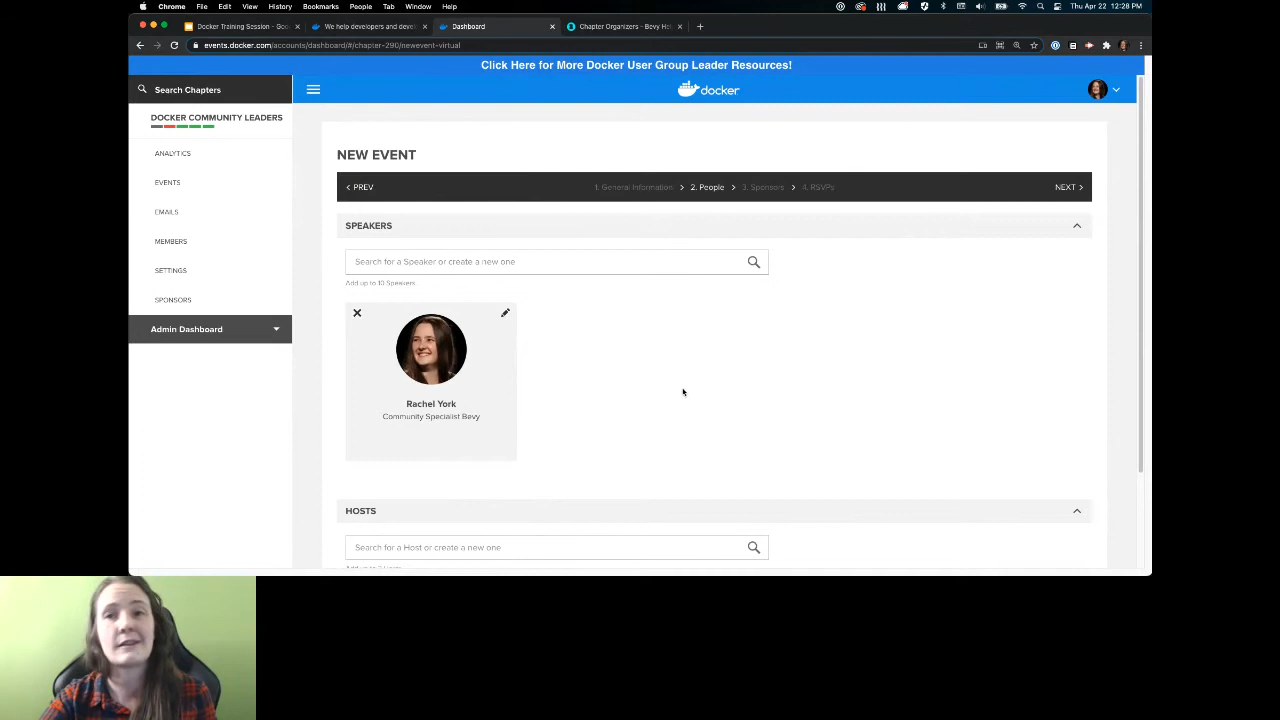 Chrome File Edit View History Bookmarks People Tab Window Help Thu Apr 22 12:28 PM
Docker Training Session - Goo We help developers and devel Dashboard Chapter Organizers - Bevy Hel
events.docker.com/accounts/dashboard/#/chapter-290/newevent-virtual
Click Here for More Docker User Group Leader Resources!
Search Chapters
docker
DOCKER COMMUNITY LEADERS
ANALYTICS
EVENTS
EMAILS
MEMBERS
SETTINGS
SPONSORS
Admin Dashboard
NEW EVENT
PREV 1. General Information 2. People 3. Sponsors 4. RSVPs NEXT
SPEAKERS
Search for a Speaker or create a new one
Add up to 10 Speakers
Rachel York
Community Specialist Bevy
HOSTS
Search for a Host or create a new one